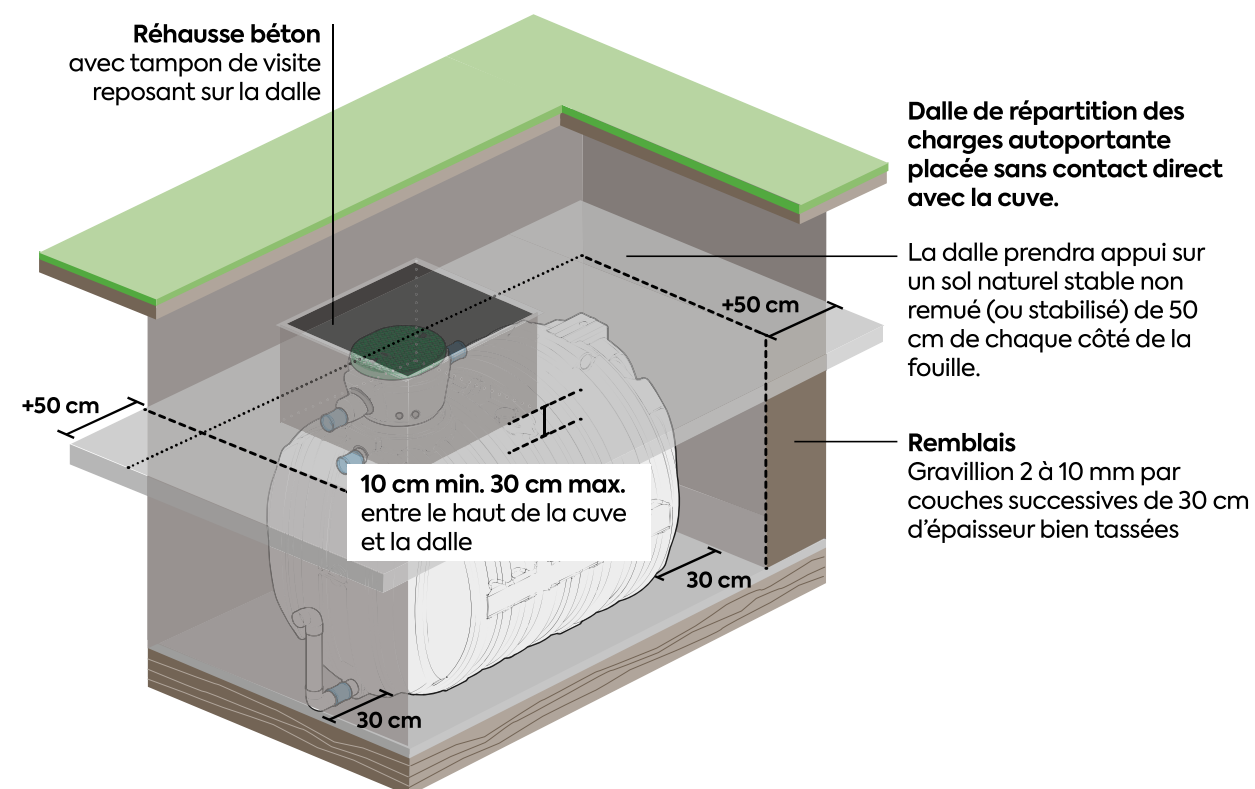 Réhausse béton
avec tampon de visite
reposant sur la dalle
Dalle de répartition des
charges autoportante
placée sans contact direct
avec la cuve.
La dalle prendra appui sur
un sol naturel stable non
remué (ou stabilisé) de 50
cm de chaque côté de la
fouille.
+50 cm
+50 cm
Remblais
Gravillion 2 à 10 mm par
couches successives de 30 cm
d'épaisseur bien tassées
10 cm min. 30 cm max.
entre le haut de la cuve
et la dalle
30 cm
30 cm